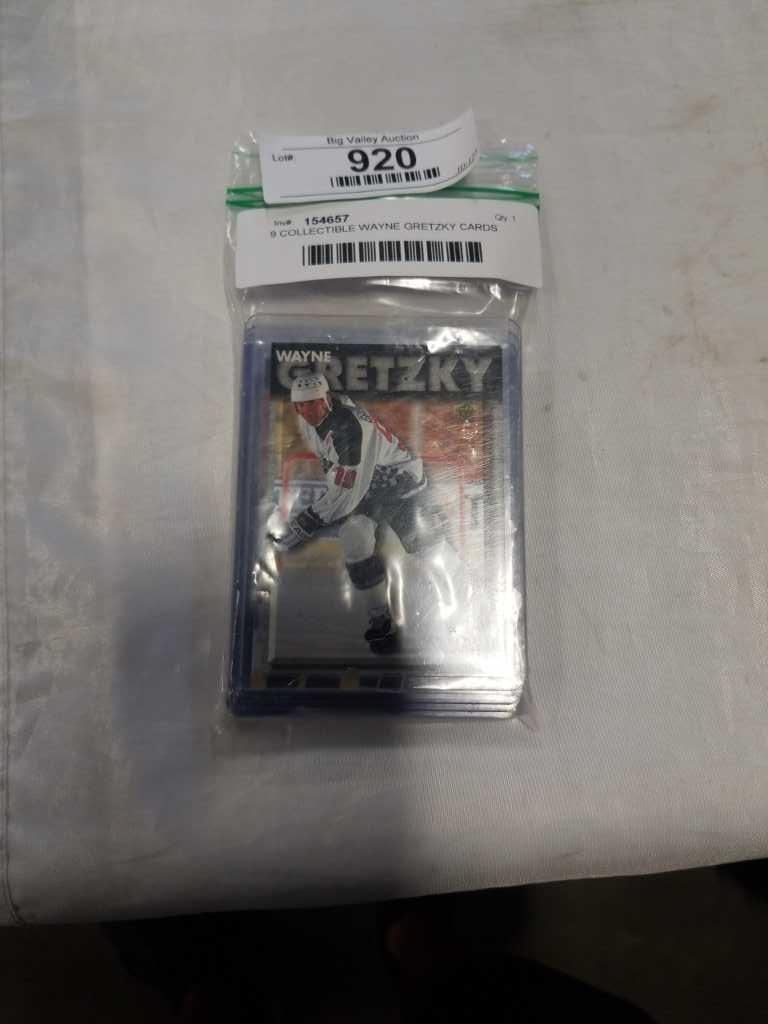 Big Valley Auction
Lot#: 920
Inv#: 154657 Qty 1
9 COLLECTIBLE WAYNE GRETZKY CARDS
WAYNE
GRETZKY